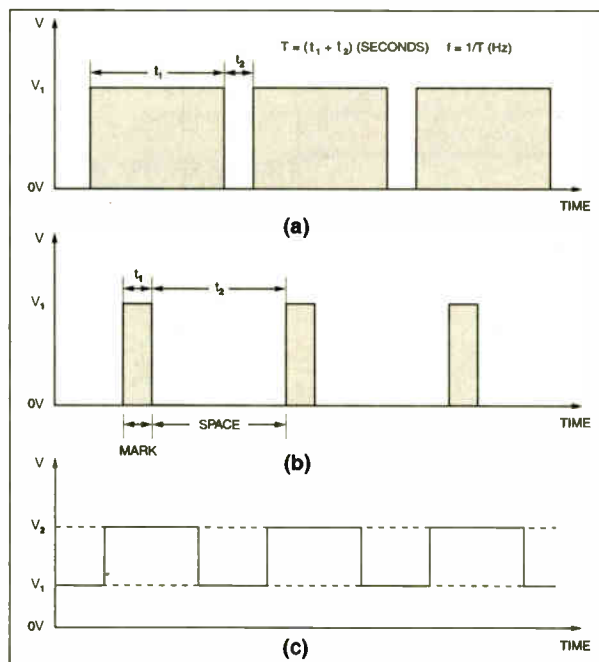 V
T = (t₁ + t₂) (SECONDS) f = 1/T (Hz)
t₁ t₂
V₁
0V
TIME
(a)
V
t₁
t₂
V₁
0V
TIME
SPACE
MARK
(b)
V
V₂
V₁
0V
TIME
(c)